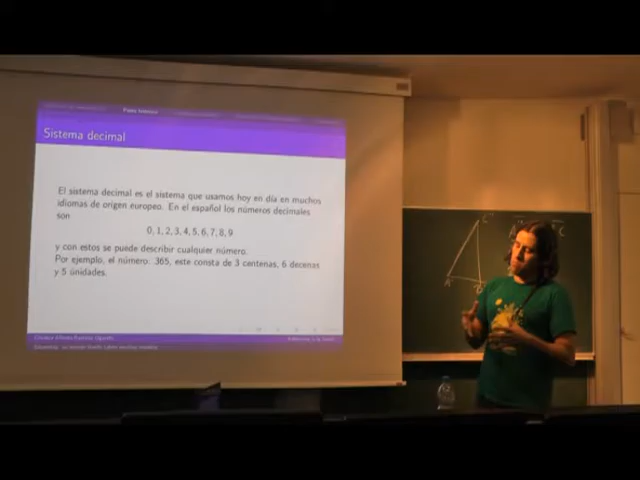 Sistema decimal
El sistema decimal es el sistema que usamos hoy en día en muchos
idiomas de origen europeo. En el español los números decimales
son
0, 1, 2, 3, 4, 5, 6, 7, 8, 9
y con estos se puede describir cualquier número.
Por ejemplo, el número 365, este consta de 3 centenas, 6 decenas
y 5 unidades.
C
A